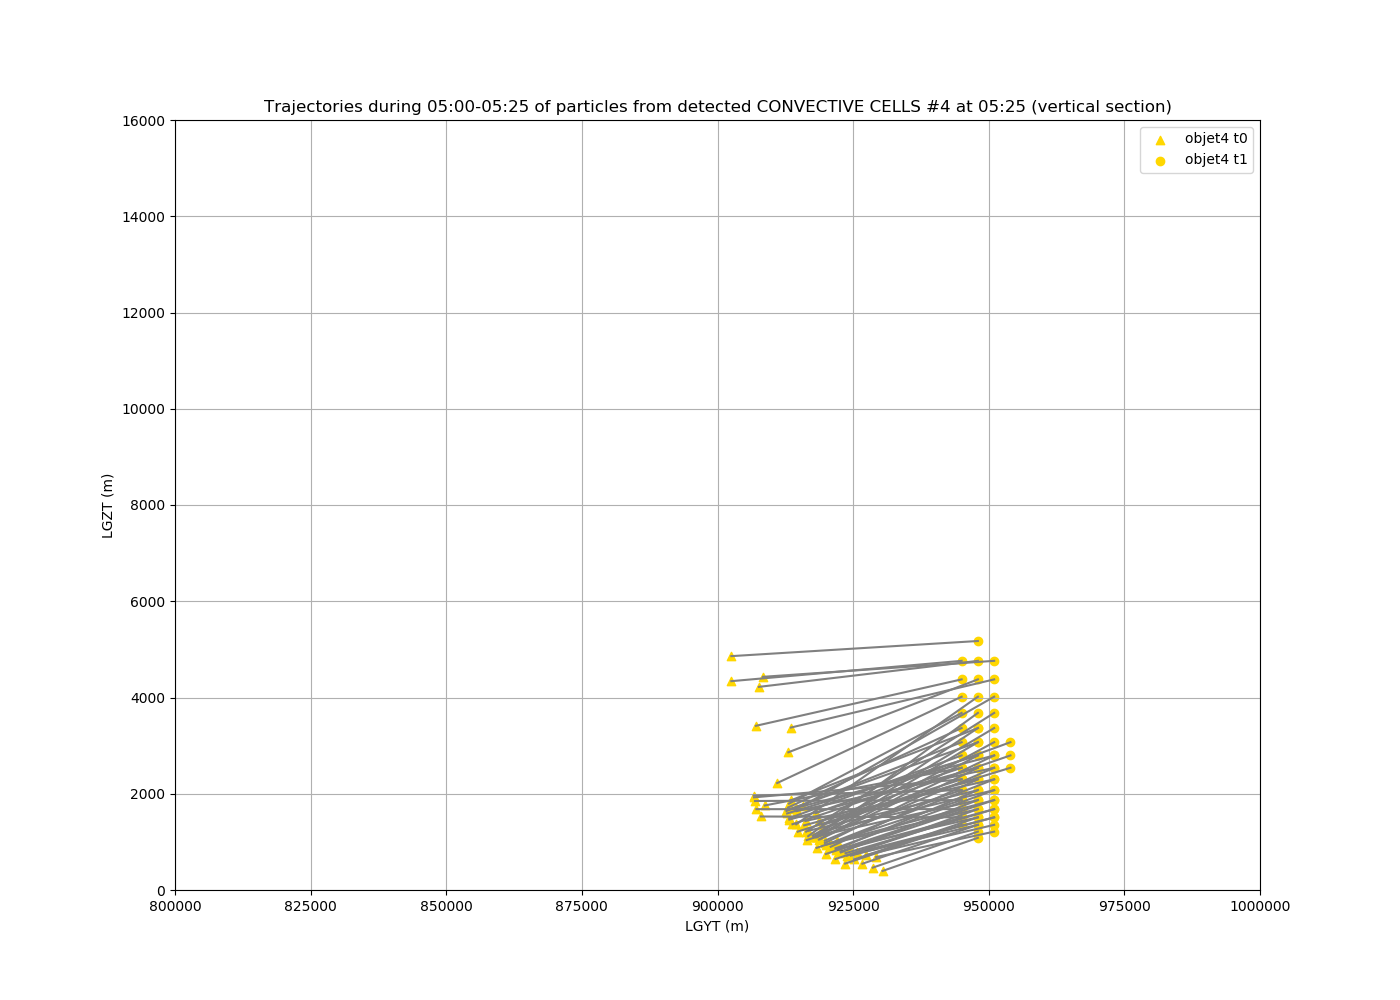 Trajectories during 05:00-05:25 of particles from detected CONVECTIVE CELLS #4 at 05:25 (vertical section)
objet4 t0
objet4 t1
LGZT (m)
16000
14000
12000
10000
8000
6000
4000
2000
0
800000 825000 850000 875000 900000 925000 950000 975000 1000000
LGYT (m)